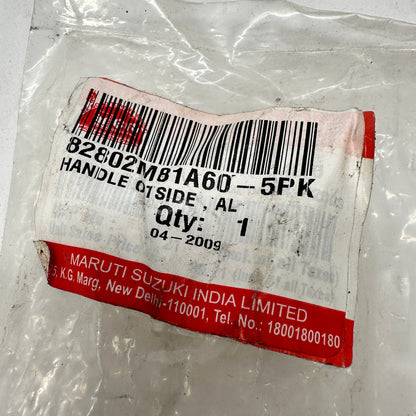 82802M81A60-5PK
HANDLE OTSIDE , AL
Qty: 1
04-2009
MARUTI SUZUKI INDIA LIMITED
5, K.G. Marg, New Delhi-110001, Tel. No.: 18001800180